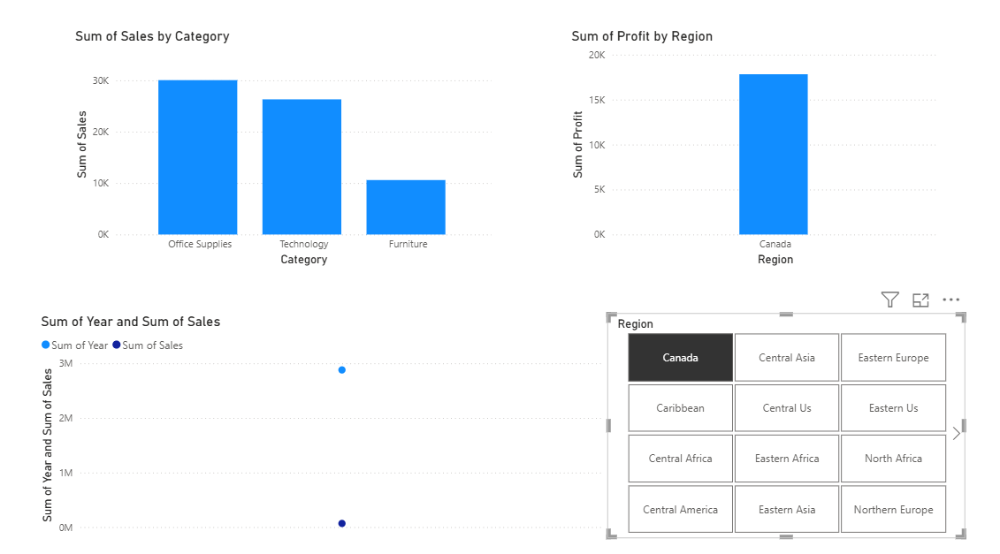 Sum of Sales by Category
30K
20K
10K
0K
Sum of Sales
Office Supplies Technology Furniture
Category
Sum of Profit by Region
20K
15K
10K
5K
0K
Sum of Profit
Canada
Region
Sum of Year and Sum of Sales
Sum of Year Sum of Sales
3M
2M
1M
0M
Sum of Year and Sum of Sales
Region
Canada Central Asia Eastern Europe
Caribbean Central Us Eastern Us
Central Africa Eastern Africa North Africa
Central America Eastern Asia Northern Europe